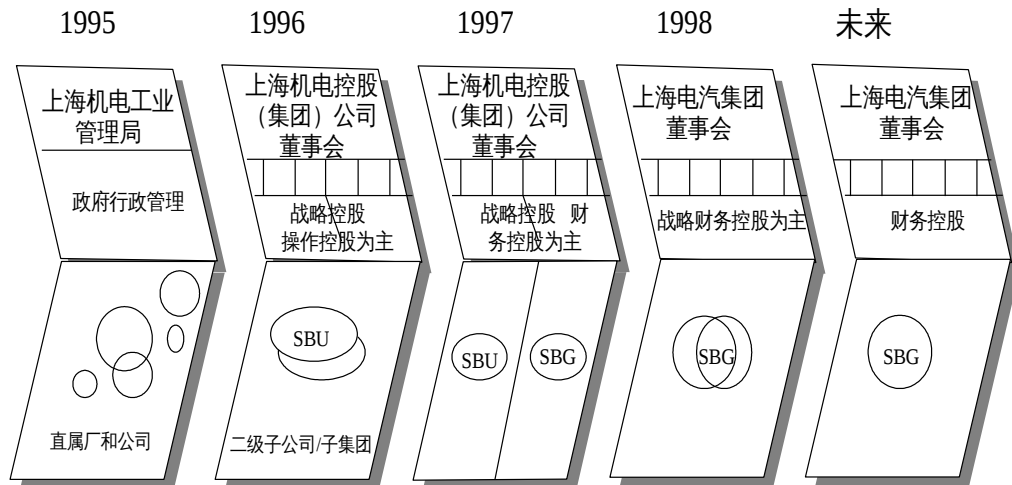 1995
1996
1997
1998
未来
上海机电工业
管理局
政府行政管理
直属厂和公司
上海机电控股
（集团）公司
董事会
战略控股
操作控股为主
SBU
二级子公司/子集团
上海机电控股
（集团）公司
董事会
战略控股 财
务控股为主
SBU
SBG
上海电汽集团
董事会
战略财务控股为主
SBG
上海电汽集团
董事会
财务控股
SBG